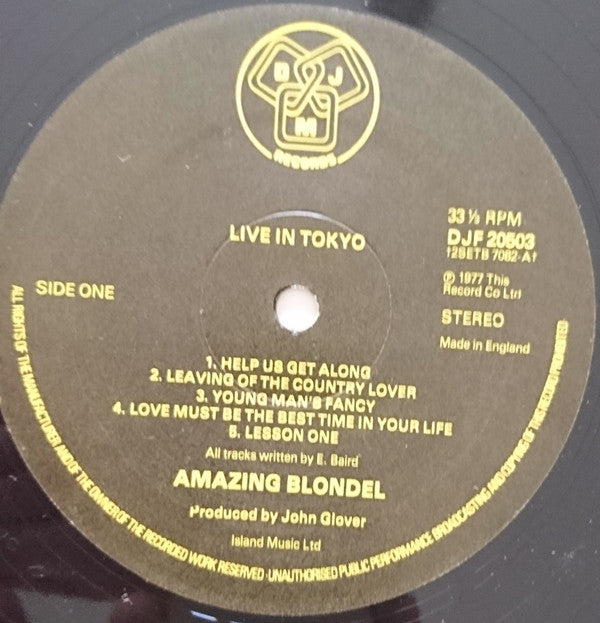 D J
M
RECORDS
LIVE IN TOKYO
33 ⅓ RPM
DJF 20503
†2SETB 7082-A†
℗ 1977 This
Record Co Ltd
STEREO
Made in England
SIDE ONE
1. HELP US GET ALONG
2. LEAVING OF THE COUNTRY LOVER
3. YOUNG MAN'S FANCY
4. LOVE MUST BE THE BEST TIME IN YOUR LIFE
5. LESSON ONE
All tracks written by E. Baird
AMAZING BLONDEL
Produced by John Glover
Island Music Ltd
ALL RIGHTS OF THE MANUFACTURER AND OF THE OWNER OF THE RECORDED WORK RESERVED · UNAUTHORISED PUBLIC PERFORMANCE BROADCASTING AND COPYING OF THIS RECORD PROHIBITED